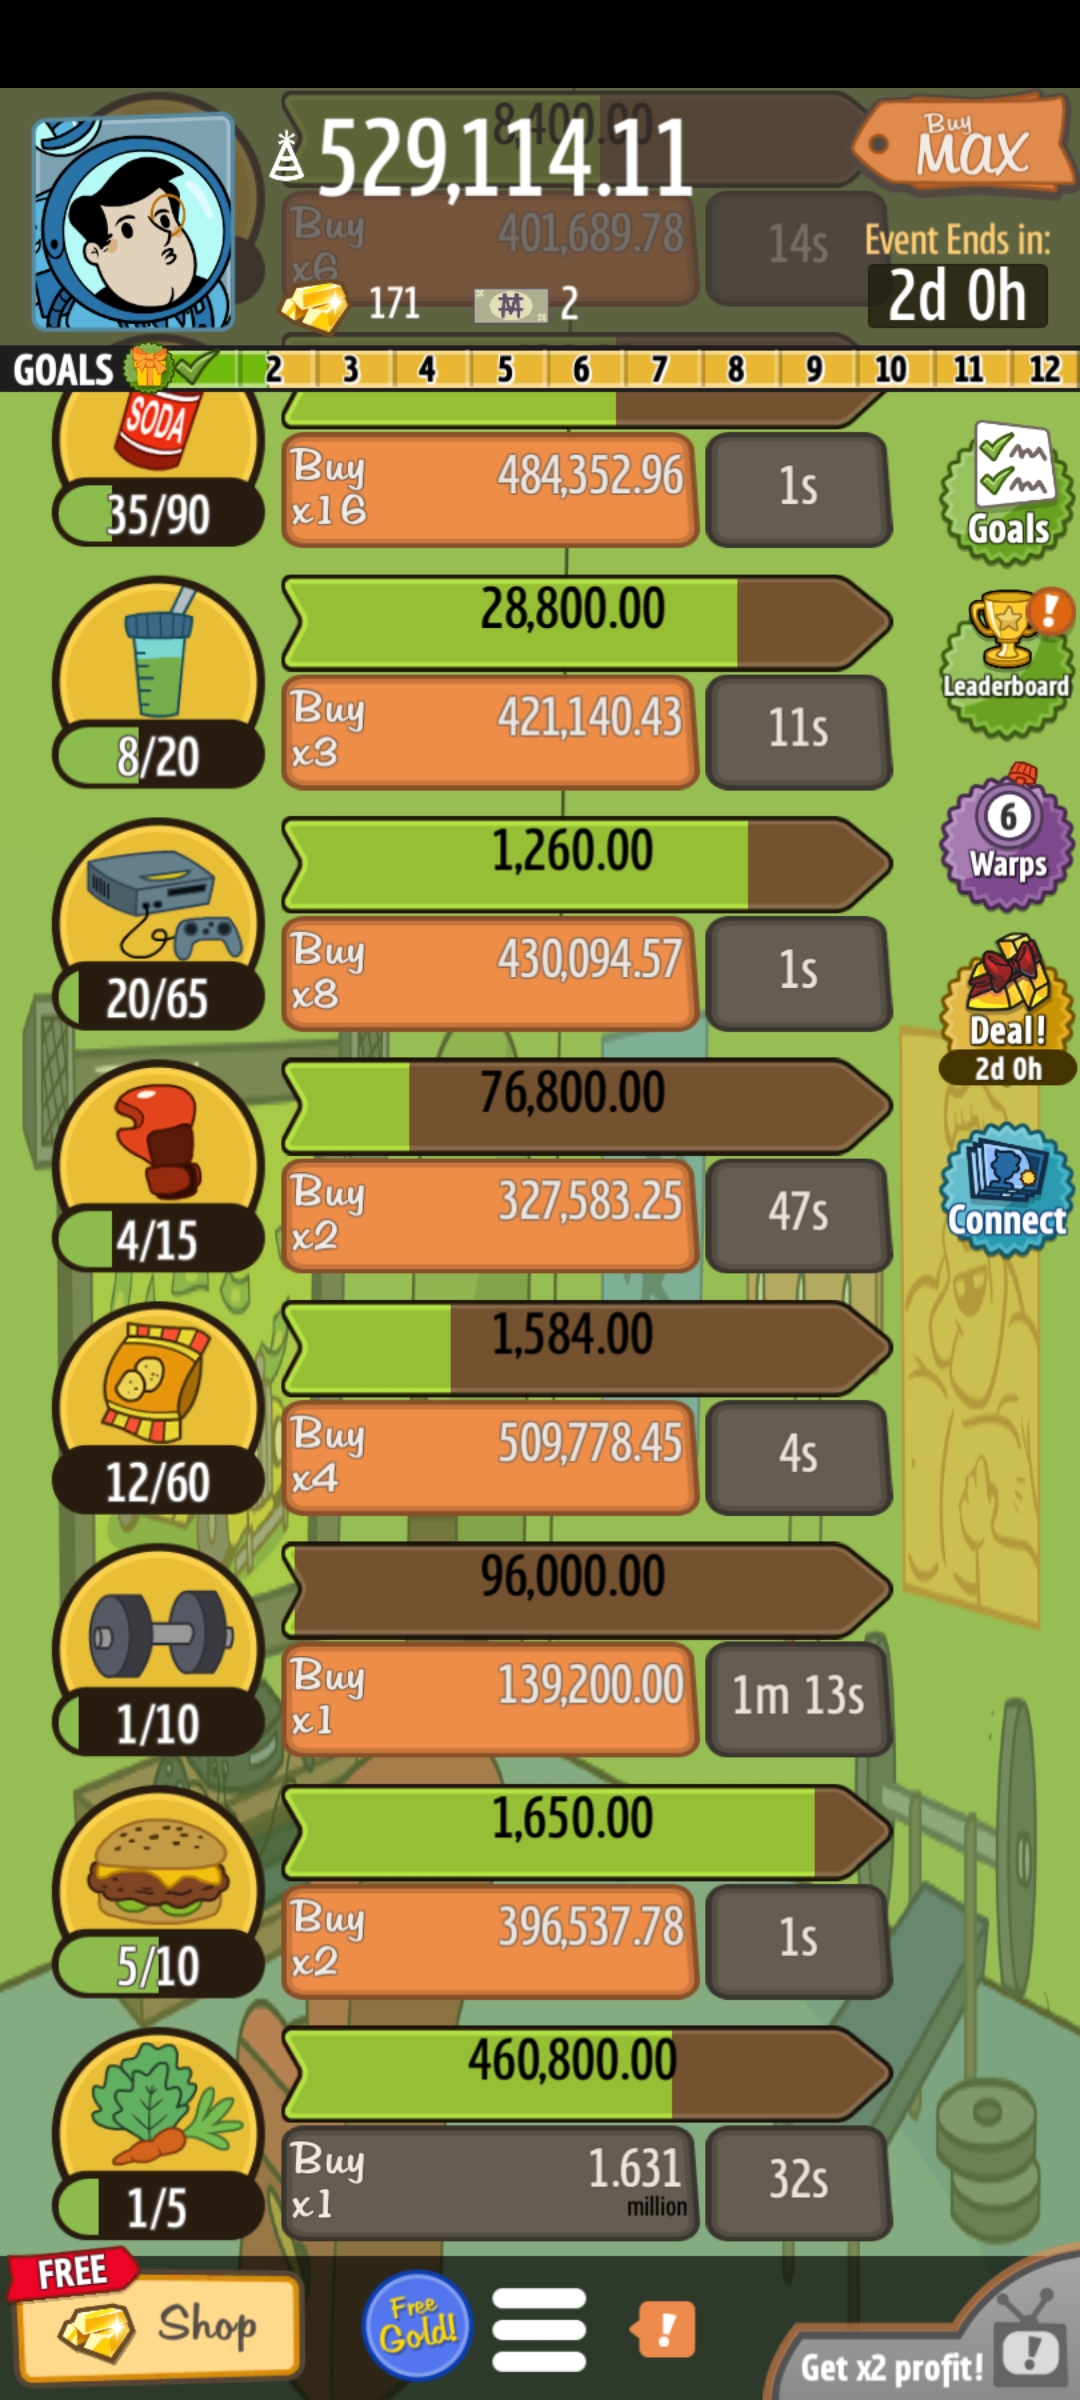 8,400.00
529,114.11
Buy
MAX
Buy
x6
401,689.78
14s
Event Ends in:
2d 0h
171
2
GOALS
2 3 4 5 6 7 8 9 10 11 12
SODA
35/90
Buy
x16
484,352.96
1s
Goals
28,800.00
8/20
Buy
x3
421,140.43
11s
Leaderboard
1,260.00
20/65
Buy
x8
430,094.57
1s
6
Warps
Deal!
2d 0h
76,800.00
4/15
Buy
x2
327,583.25
47s
Connect
1,584.00
12/60
Buy
x4
509,778.45
4s
96,000.00
1/10
Buy
x1
139,200.00
1m 13s
1,650.00
5/10
Buy
x2
396,537.78
1s
460,800.00
1/5
Buy
x1
1.631
million
32s
FREE
Shop
Free
Gold!
!
Get x2 profit!